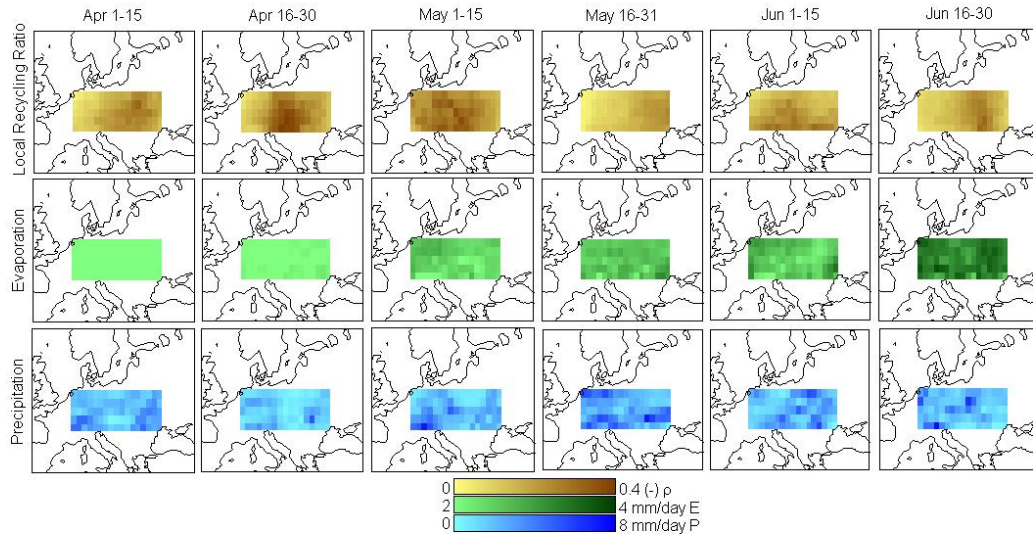 Apr 1-15 Apr 16-30 May 1-15 May 16-31 Jun 1-15 Jun 16-30
Local Recycling Ratio
Evaporation
Precipitation
0 0.4 (-) ρ
2 4 mm/day E
0 8 mm/day P